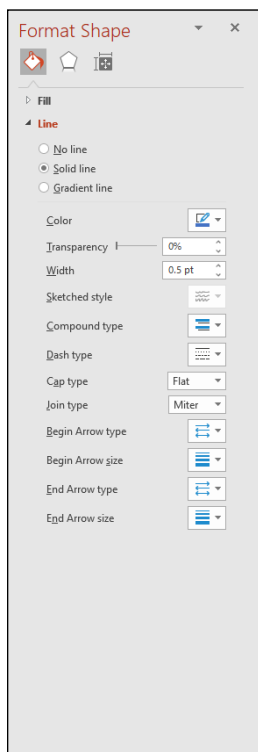 Format Shape
Fill
Line
No line
Solid line
Gradient line
Color
Transparency 0%
Width 0.5 pt
Sketched style
Compound type
Dash type
Cap type Flat
Join type Miter
Begin Arrow type
Begin Arrow size
End Arrow type
End Arrow size